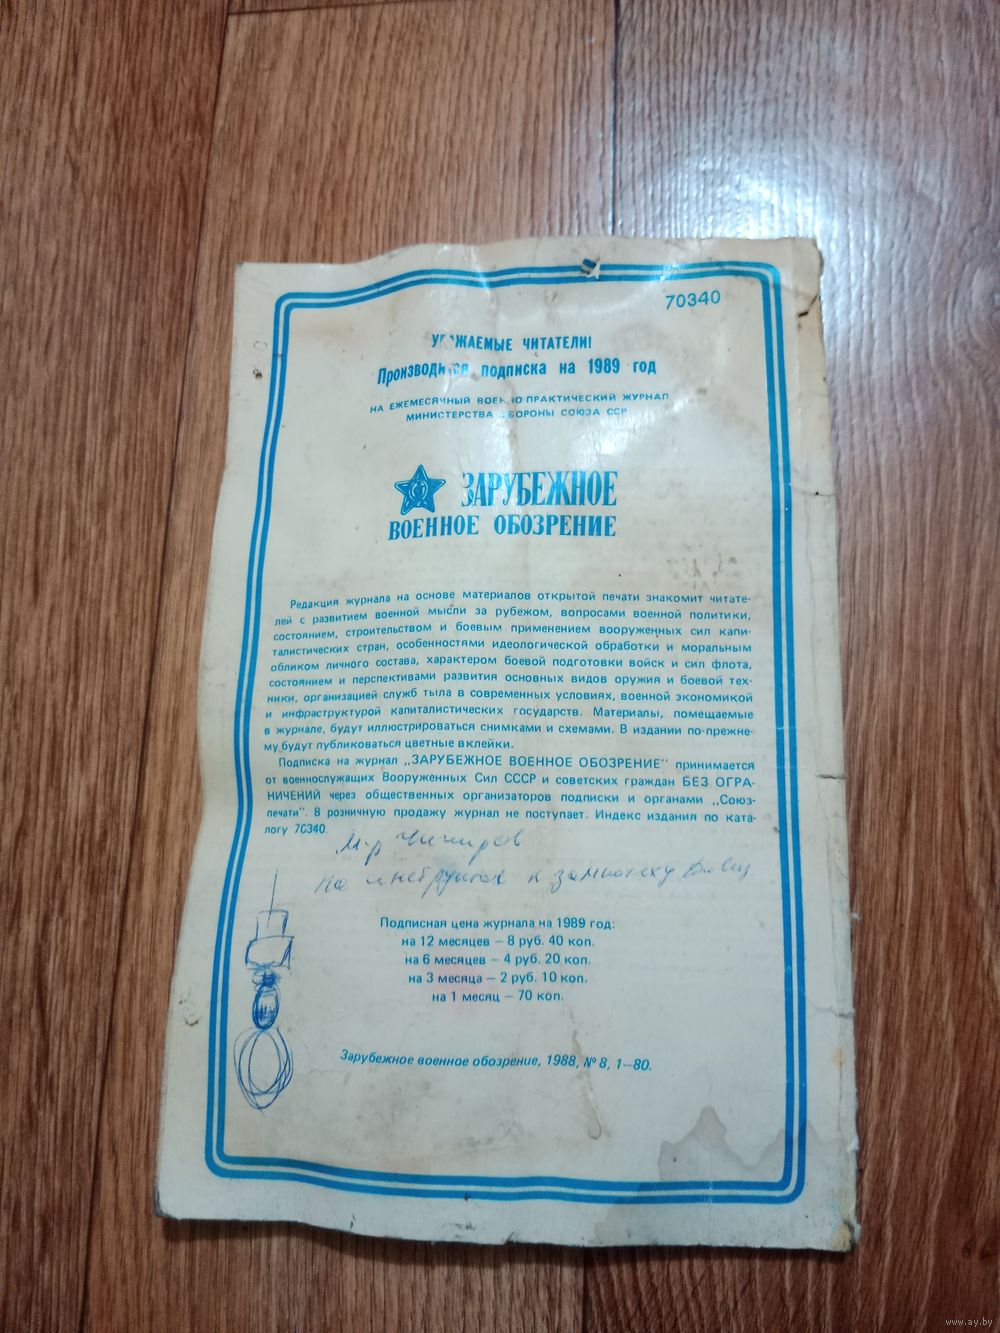 70340
УВАЖАЕМЫЕ ЧИТАТЕЛИ!
Производится подписка на 1989 год
НА ЕЖЕМЕСЯЧНЫЙ ВОЕННО-ПРАКТИЧЕСКИЙ ЖУРНАЛ
МИНИСТЕРСТВА ОБОРОНЫ СОЮЗА ССР
ЗАРУБЕЖНОЕ
ВОЕННОЕ ОБОЗРЕНИЕ
Редакция журнала на основе материалов открытой печати знакомит читате-
лей с развитием военной мысли за рубежом, вопросами военной политики,
состоянием, строительством и боевым применением вооруженных сил капи-
талистических стран, особенностями идеологической обработки и моральным
обликом личного состава, характером боевой подготовки войск и сил флота,
состоянием и перспективами развития основных видов оружия и боевой тех-
ники, организацией служб тыла в современных условиях, военной экономикой
и инфраструктурой капиталистических государств. Материалы, помещаемые
в журнале, будут иллюстрироваться снимками и схемами. В издании по-прежне-
му будут публиковаться цветные вклейки.
Подписка на журнал „ЗАРУБЕЖНОЕ ВОЕННОЕ ОБОЗРЕНИЕ" принимается
от военнослужащих Вооруженных Сил СССР и советских граждан БЕЗ ОГРА-
НИЧЕНИЙ через общественных организаторов подписки и органами „Союз-
печати". В розничную продажу журнал не поступает. Индекс издания по ката-
логу 70340.
М-р
на к
Подписная цена журнала на 1989 год:
на 12 месяцев – 8 руб. 40 коп.
на 6 месяцев – 4 руб. 20 коп.
на 3 месяца – 2 руб. 10 коп.
на 1 месяц – 70 коп.
Зарубежное военное обозрение, 1988, № 8, 1–80.
www.ay.by